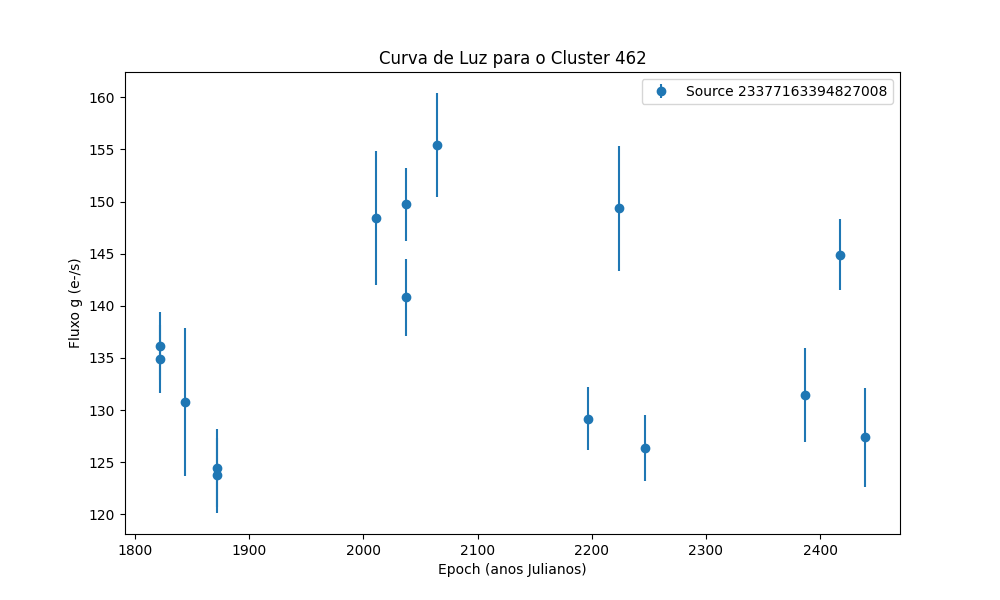 Curva de Luz para o Cluster 462
Source 23377163394827008
160
155
150
145
140
135
130
125
120
Fluxo g (e-/s)
1800 1900 2000 2100 2200 2300 2400
Epoch (anos Julianos)